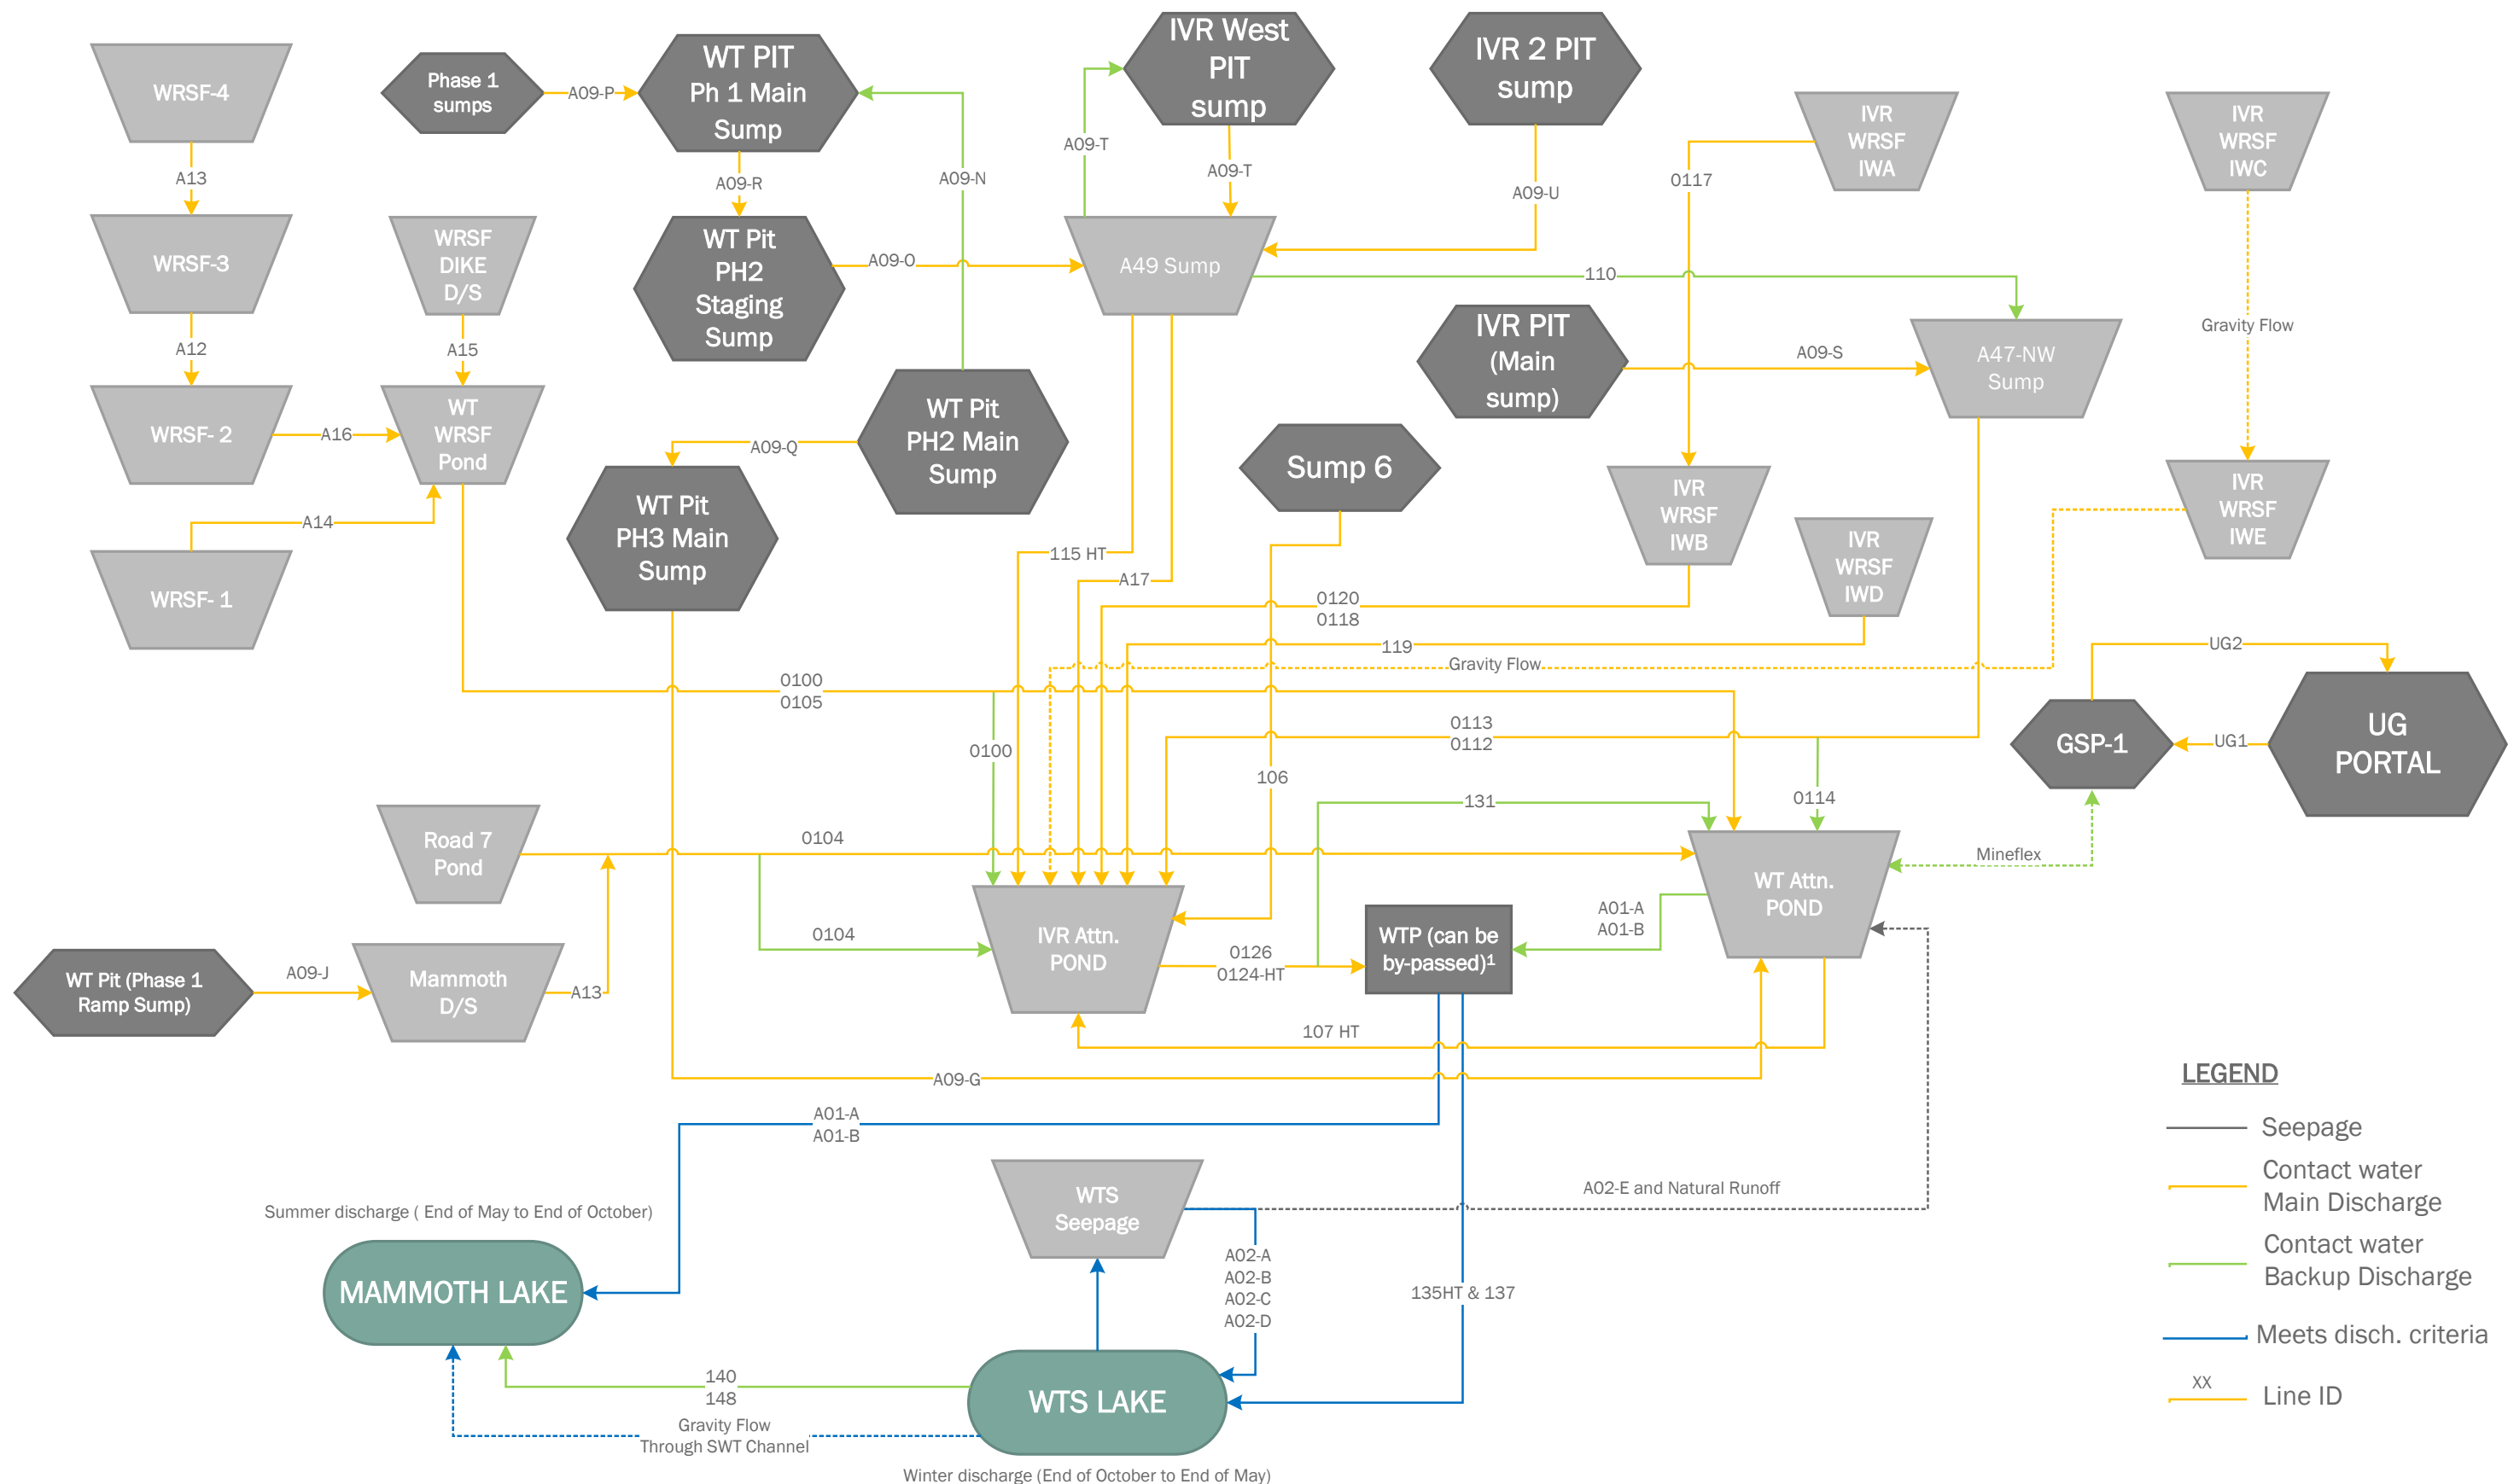 WRSF-4
Phase 1
sumps
A09-P
WT PIT
Ph 1 Main
Sump
IVR West
PIT
sump
IVR 2 PIT
sump
IVR
WRSF
IWA
IVR
WRSF
IWC
A13
A09-R
A09-N
A09-T
A09-T
A09-U
0117
WRSF-3
WRSF
DIKE
D/S
WT Pit
PH2
Staging
Sump
A09-O
A49 Sump
110
Gravity Flow
A12
A15
IVR PIT
(Main
sump)
A09-S
A47-NW
Sump
WRSF- 2
A16
WT
WRSF
Pond
A09-Q
WT Pit
PH2 Main
Sump
Sump 6
IVR
WRSF
IWB
IVR
WRSF
IWE
A14
WT Pit
PH3 Main
Sump
115 HT
A17
IVR
WRSF
IWD
WRSF- 1
0120
0118
119
Gravity Flow
UG2
0100
0105
0100
0113
0112
106
GSP-1
UG1
UG
PORTAL
131
0114
Road 7
Pond
0104
Mineflex
0104
IVR Attn.
POND
0126
0124-HT
WTP (can be
by-passed)¹
A01-A
A01-B
WT Attn.
POND
WT Pit (Phase 1
Ramp Sump)
A09-J
Mammoth
D/S
A13
107 HT
A09-G
A01-A
A01-B
LEGEND
Seepage
Contact water
Main Discharge
Contact water
Backup Discharge
Meets disch. criteria
XX
Line ID
WTS
Seepage
A02-E and Natural Runoff
Summer discharge ( End of May to End of October)
A02-A
A02-B
A02-C
A02-D
135HT & 137
MAMMOTH LAKE
140
148
WTS LAKE
Gravity Flow
Through SWT Channel
Winter discharge (End of October to End of May)